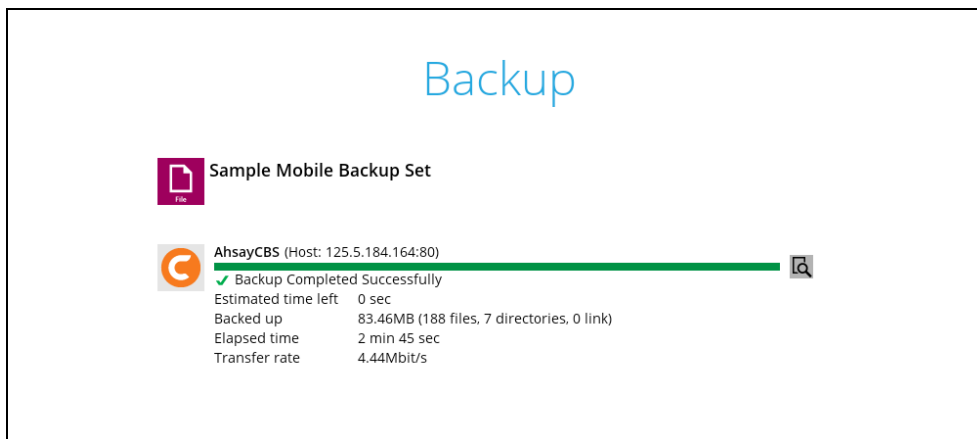 Backup
Sample Mobile Backup Set
File
AhsayCBS (Host: 125.5.184.164:80)
Backup Completed Successfully
Estimated time left 0 sec
Backed up 83.46MB (188 files, 7 directories, 0 link)
Elapsed time 2 min 45 sec
Transfer rate 4.44Mbit/s